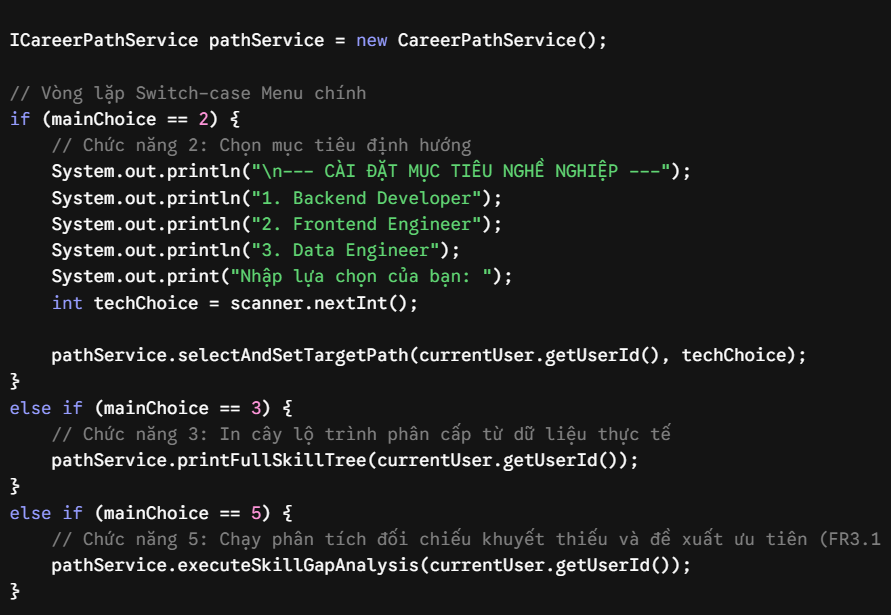 ICareerPathService pathService = new CareerPathService();
// Vòng lặp Switch-case Menu chính
if (mainChoice == 2) {
// Chức năng 2: Chọn mục tiêu định hướng
System.out.println("\n--- CÀI ĐẶT MỤC TIÊU NGHỀ NGHIỆP ---");
System.out.println("1. Backend Developer");
System.out.println("2. Frontend Engineer");
System.out.println("3. Data Engineer");
System.out.print("Nhập lựa chọn của bạn: ");
int techChoice = scanner.nextInt();
pathService.selectAndSetTargetPath(currentUser.getUserId(), techChoice);
}
else if (mainChoice == 3) {
// Chức năng 3: In cây lộ trình phân cấp từ dữ liệu thực tế
pathService.printFullSkillTree(currentUser.getUserId());
}
else if (mainChoice == 5) {
// Chức năng 5: Chạy phân tích đối chiếu khuyết thiếu và đề xuất ưu tiên (FR3.1
pathService.executeSkillGapAnalysis(currentUser.getUserId());
}